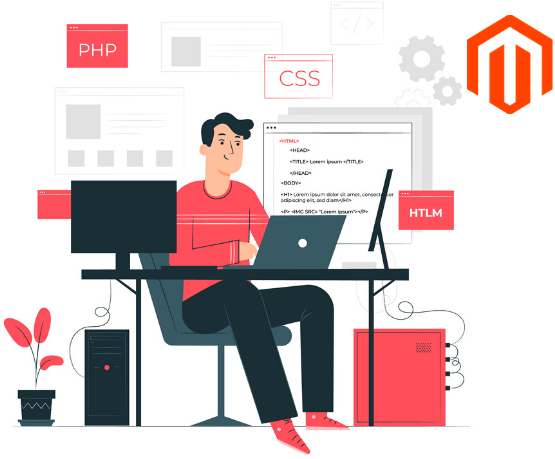 PHP
</>
CSS
<HTML>
<HEAD>
<TITLE> Lorem ipsum </TITLE>
</HEAD>
<BODY>
<H1> Lorem ipsum dolor sit amet, consectetuer
adipiscing elit, sed diam</H1>
<P> <IMG SRC= "Lorem ipsum"></P>
HTLM